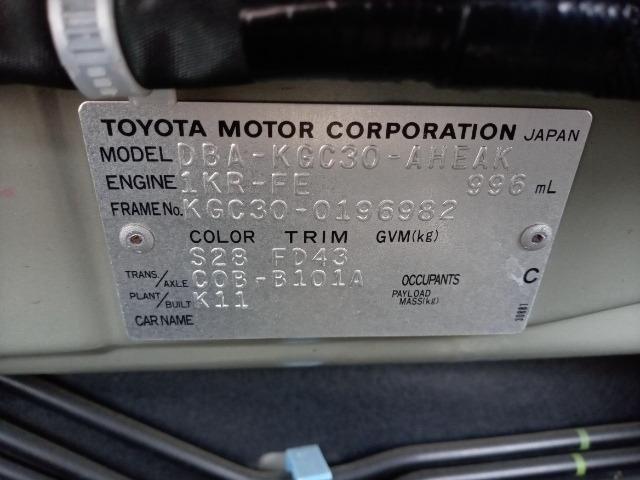 TOYOTA MOTOR CORPORATION JAPAN
MODEL DBA-KGC30-AHEAK
ENGINE 1KR-FE 996 mL
FRAME No. KGC30-0196982
COLOR TRIM GVM(kg)
S28 FD43
TRANS./AXLE C0B-B101A OCCUPANTS C
PLANT/BUILT K11 PAYLOAD MASS(kg)
CAR NAME